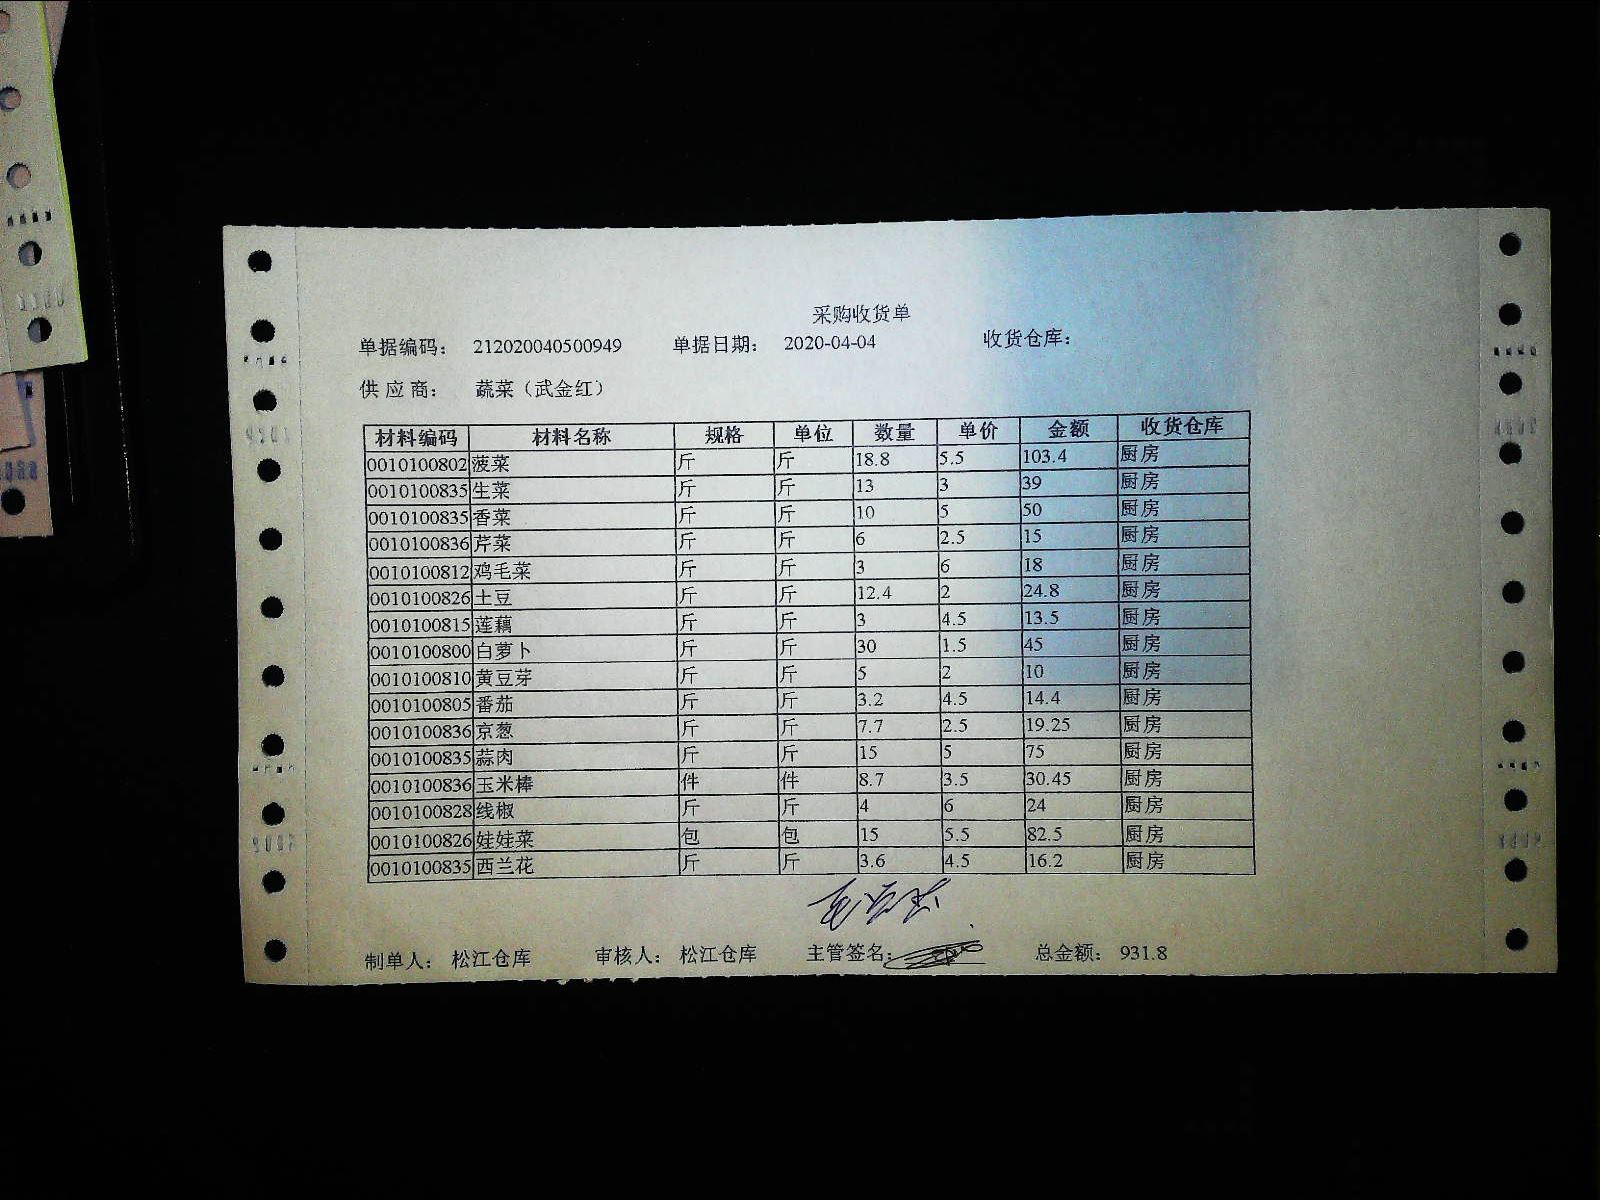 采购收货单
单据编码： 212020040500949 单据日期： 2020-04-04 收货仓库：
供 应 商： 蔬菜（武金红）
材料编码 材料名称 规格 单位 数量 单价 金额 收货仓库
0010100802 菠菜 斤 斤 18.8 5.5 103.4 厨房
0010100835 生菜 斤 斤 13 3 39 厨房
0010100835 香菜 斤 斤 10 5 50 厨房
0010100836 芹菜 斤 斤 6 2.5 15 厨房
0010100812 鸡毛菜 斤 斤 3 6 18 厨房
0010100826 土豆 斤 斤 12.4 2 24.8 厨房
0010100815 莲藕 斤 斤 3 4.5 13.5 厨房
0010100800 白萝卜 斤 斤 30 1.5 45 厨房
0010100810 黄豆芽 斤 斤 5 2 10 厨房
0010100805 番茄 斤 斤 3.2 4.5 14.4 厨房
0010100836 京葱 斤 斤 7.7 2.5 19.25 厨房
0010100835 蒜肉 斤 斤 15 5 75 厨房
0010100836 玉米棒 件 件 8.7 3.5 30.45 厨房
0010100828 线椒 斤 斤 4 6 24 厨房
0010100826 娃娃菜 包 包 15 5.5 82.5 厨房
0010100835 西兰花 斤 斤 3.6 4.5 16.2 厨房
制单人： 松江仓库 审核人： 松江仓库 主管签名： 总金额： 931.8